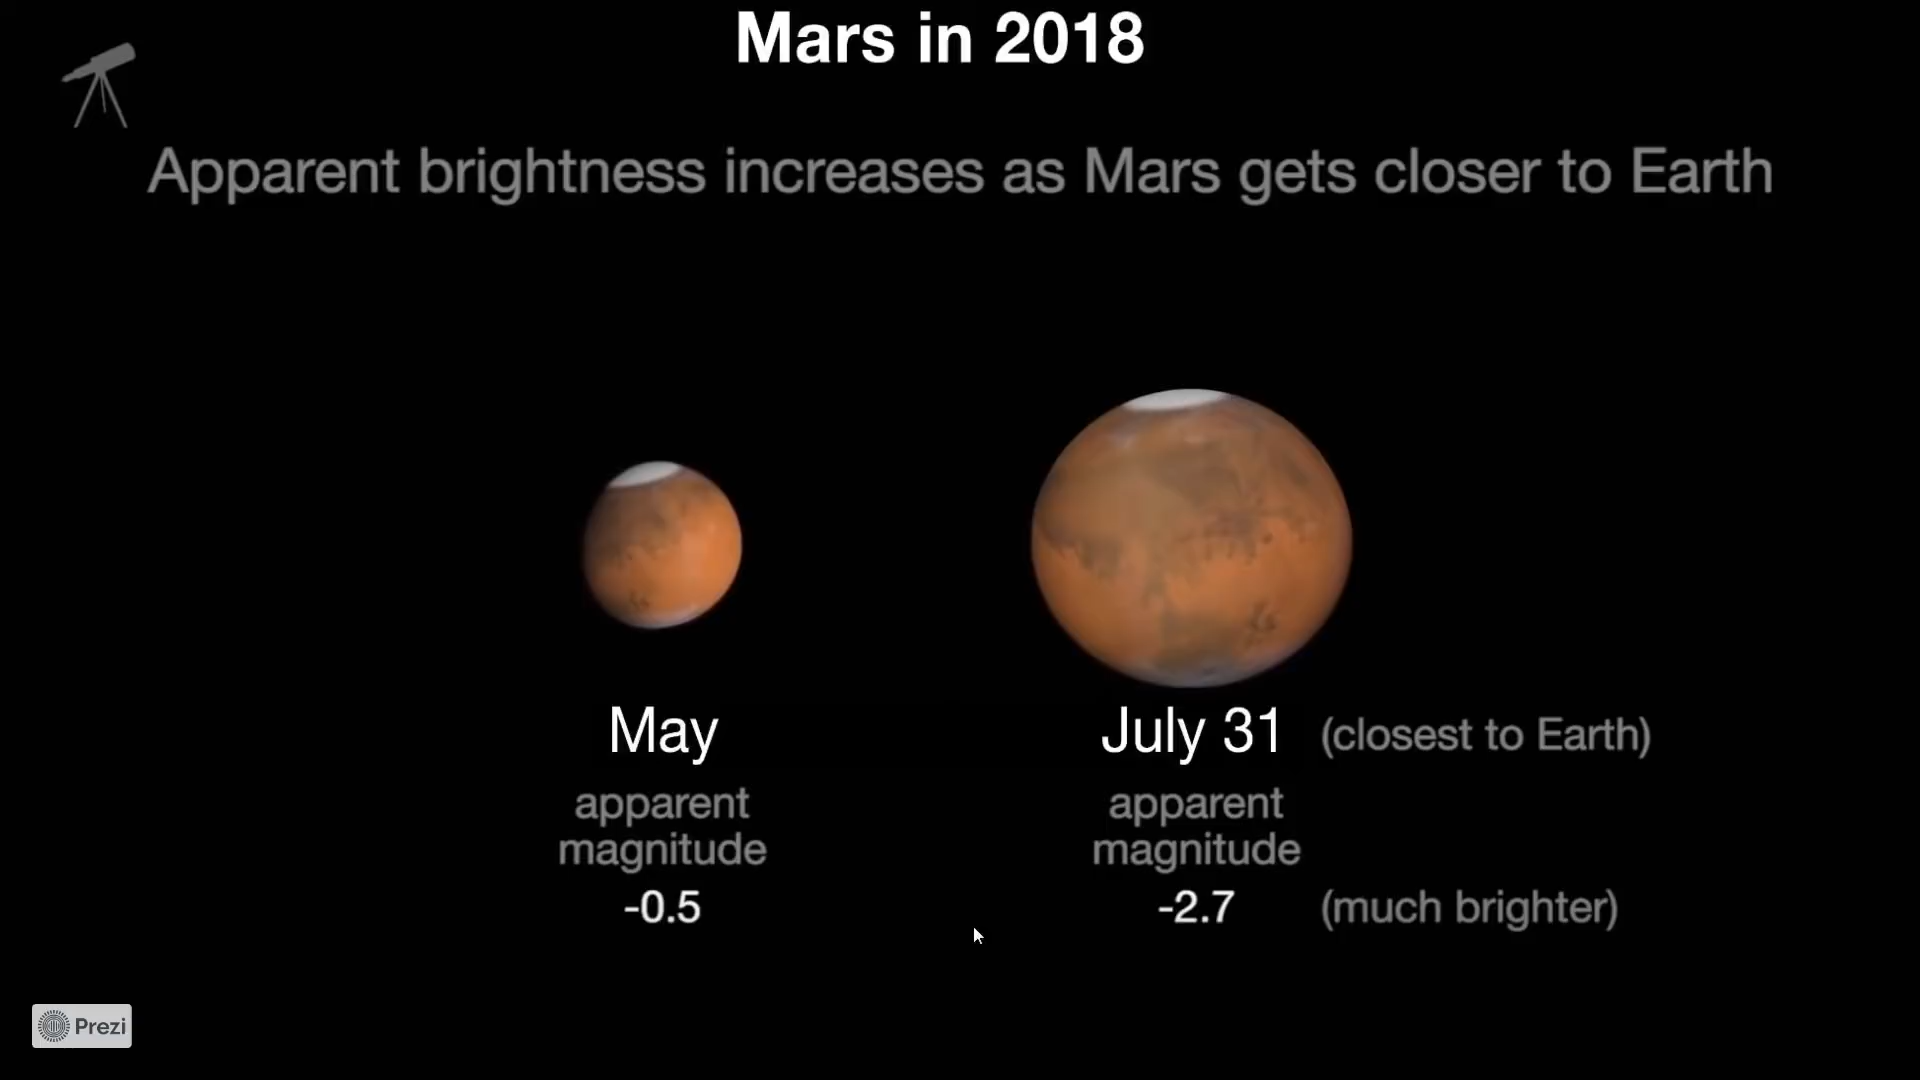 Mars in 2018
Apparent brightness increases as Mars gets closer to Earth
May
July 31 (closest to Earth)
apparent
magnitude
-0.5
apparent
magnitude
-2.7 (much brighter)
Prezi